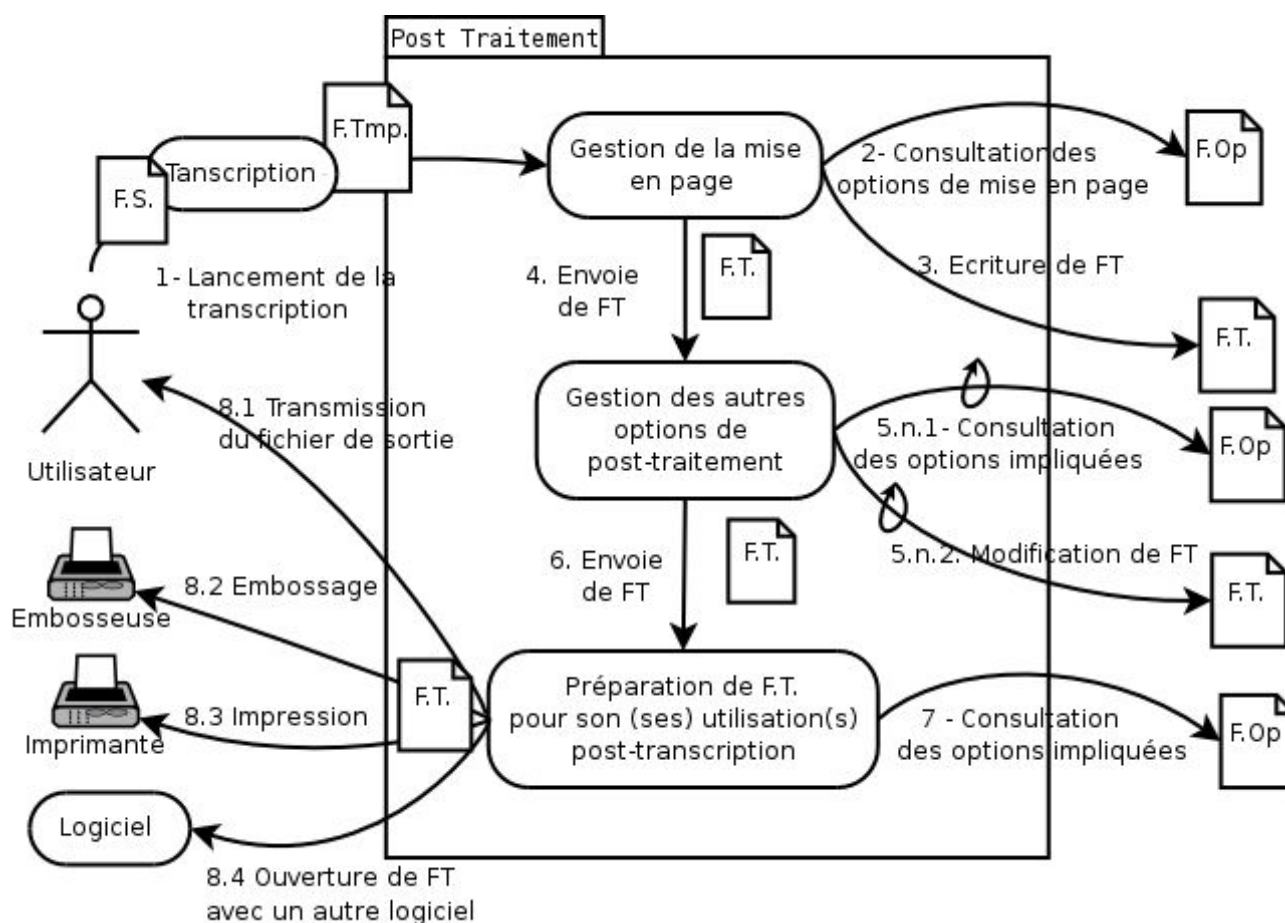 Post Traitement
F.Tmp.
Tanscription
F.S.
Gestion de la mise
en page
2- Consultation des
options de mise en page
F.Op
1- Lancement de la
transcription
4. Envoie
de FT
F.T.
3. Ecriture de FT
F.T.
Utilisateur
8.1 Transmission
du fichier de sortie
Gestion des autres
options de
post-traitement
5.n.1- Consultation
des options impliquées
F.Op
6. Envoie
de FT
F.T.
5.n.2. Modification de FT
F.T.
Embosseuse
8.2 Embossage
Imprimante
8.3 Impression
F.T.
Préparation de F.T.
pour son (ses) utilisation(s)
post-transcription
7 - Consultation
des options impliquées
F.Op
Logiciel
8.4 Ouverture de FT
avec un autre logiciel